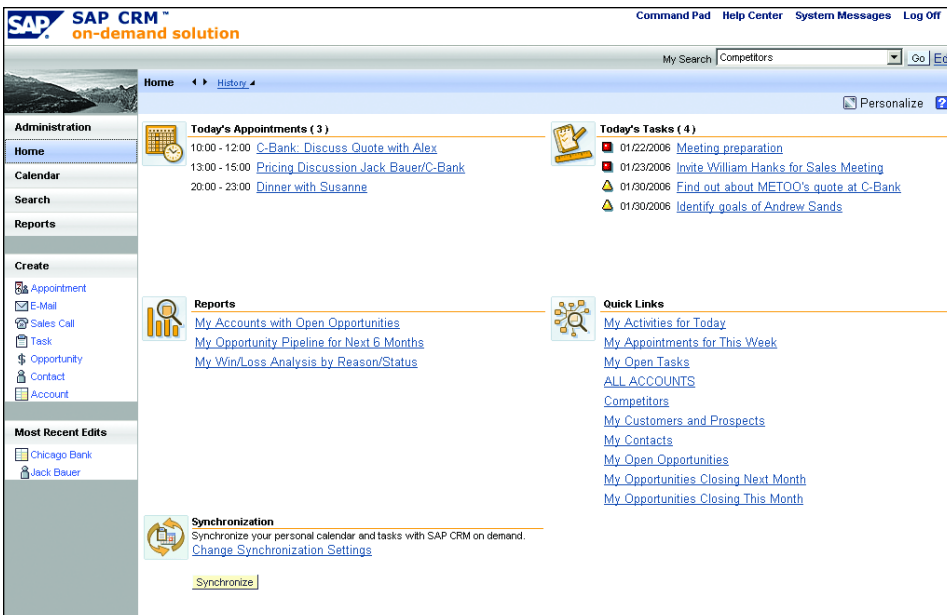 SAP
SAP CRM™
on-demand solution
Command Pad Help Center System Messages Log Off
My Search Competitors Go
Home History
Personalize ?
Administration
Home
Calendar
Search
Reports
Create
Appointment
E-Mail
Sales Call
Task
$ Opportunity
Contact
Account
Most Recent Edits
Chicago Bank
Jack Bauer
Today's Appointments ( 3 )
10:00 - 12:00 C-Bank: Discuss Quote with Alex
13:00 - 15:00 Pricing Discussion Jack Bauer/C-Bank
20:00 - 23:00 Dinner with Susanne
Today's Tasks ( 4 )
01/22/2006 Meeting preparation
01/23/2006 Invite William Hanks for Sales Meeting
01/30/2006 Find out about METOO's quote at C-Bank
01/30/2006 Identify goals of Andrew Sands
Reports
My Accounts with Open Opportunities
My Opportunity Pipeline for Next 6 Months
My Win/Loss Analysis by Reason/Status
Quick Links
My Activities for Today
My Appointments for This Week
My Open Tasks
ALL ACCOUNTS
Competitors
My Customers and Prospects
My Contacts
My Open Opportunities
My Opportunities Closing Next Month
My Opportunities Closing This Month
Synchronization
Synchronize your personal calendar and tasks with SAP CRM on demand.
Change Synchronization Settings
Synchronize